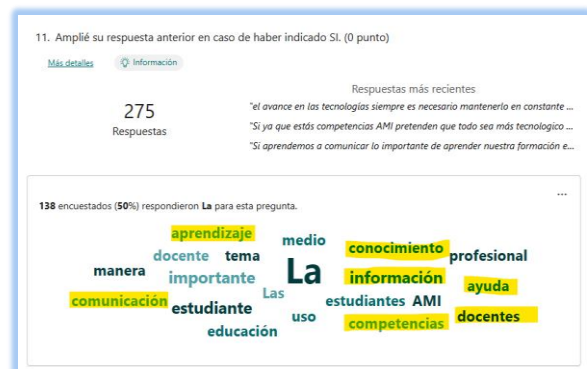 11. Amplié su respuesta anterior en caso de haber indicado SI. (0 punto)
Más detalles
Información
275
Respuestas
Respuestas más recientes
"el avance en las tecnologías siempre es necesario mantenerlo en constante ...
"Si ya que estás competencias AMI pretenden que todo sea más tecnologico ...
"Si aprendemos a comunicar lo importante de aprender nuestra formación e...
...
138 encuestados (50%) respondieron La para esta pregunta.
aprendizaje
medio
conocimiento
docente
tema
profesional
manera
importante
La
información
ayuda
Las
comunicación
estudiante
estudiantes
AMI
docentes
uso
competencias
educación